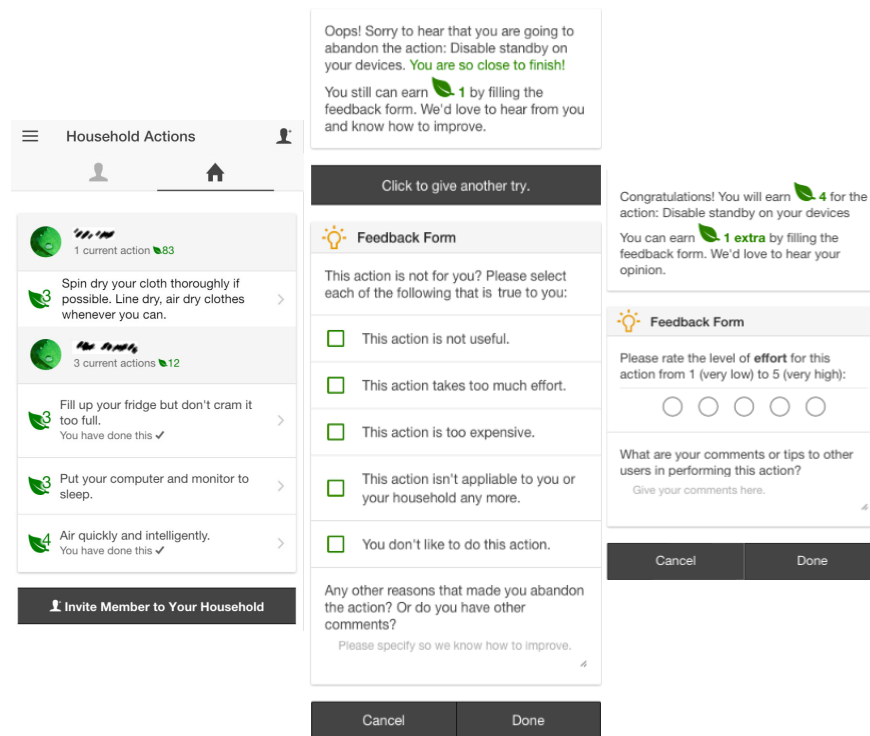 Household Actions
1 current action 83
3
Spin dry your cloth thoroughly if
possible. Line dry, air dry clothes
whenever you can.
3 current actions 12
3
Fill up your fridge but don't cram it
too full.
You have done this ✓
3
Put your computer and monitor to
sleep.
4
Air quickly and intelligently.
You have done this ✓
Invite Member to Your Household
Oops! Sorry to hear that you are going to
abandon the action: Disable standby on
your devices. You are so close to finish!
You still can earn 1 by filling the
feedback form. We'd love to hear from you
and know how to improve.
Click to give another try.
Feedback Form
This action is not for you? Please select
each of the following that is true to you:
This action is not useful.
This action takes too much effort.
This action is too expensive.
This action isn't appliable to you or
your household any more.
You don't like to do this action.
Any other reasons that made you abandon
the action? Or do you have other
comments?
Please specify so we know how to improve.
Cancel Done
Congratulations! You will earn 4 for the
action: Disable standby on your devices
You can earn 1 extra by filling the
feedback form. We'd love to hear your
opinion.
Feedback Form
Please rate the level of effort for this
action from 1 (very low) to 5 (very high):
What are your comments or tips to other
users in performing this action?
Give your comments here.
Cancel Done